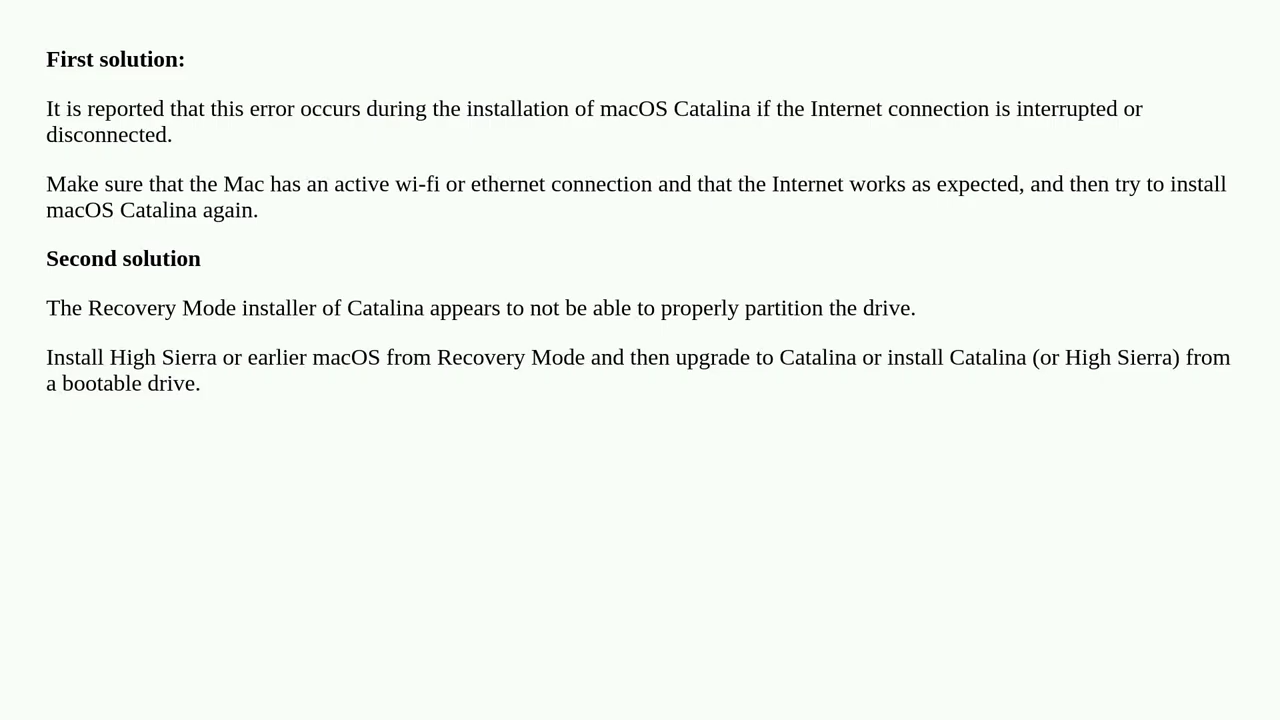 First solution:
It is reported that this error occurs during the installation of macOS Catalina if the Internet connection is interrupted or
disconnected.
Make sure that the Mac has an active wi-fi or ethernet connection and that the Internet works as expected, and then try to install
macOS Catalina again.
Second solution
The Recovery Mode installer of Catalina appears to not be able to properly partition the drive.
Install High Sierra or earlier macOS from Recovery Mode and then upgrade to Catalina or install Catalina (or High Sierra) from
a bootable drive.